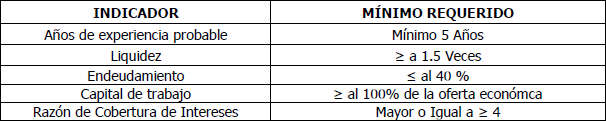 INDICADOR MÍNIMO REQUERIDO
Años de experiencia probable Mínimo 5 Años
Liquidez ≥ a 1.5 Veces
Endeudamiento ≤ al 40 %
Capital de trabajo ≥ al 100% de la oferta económca
Razón de Cobertura de Intereses Mayor o Igual a ≥ 4